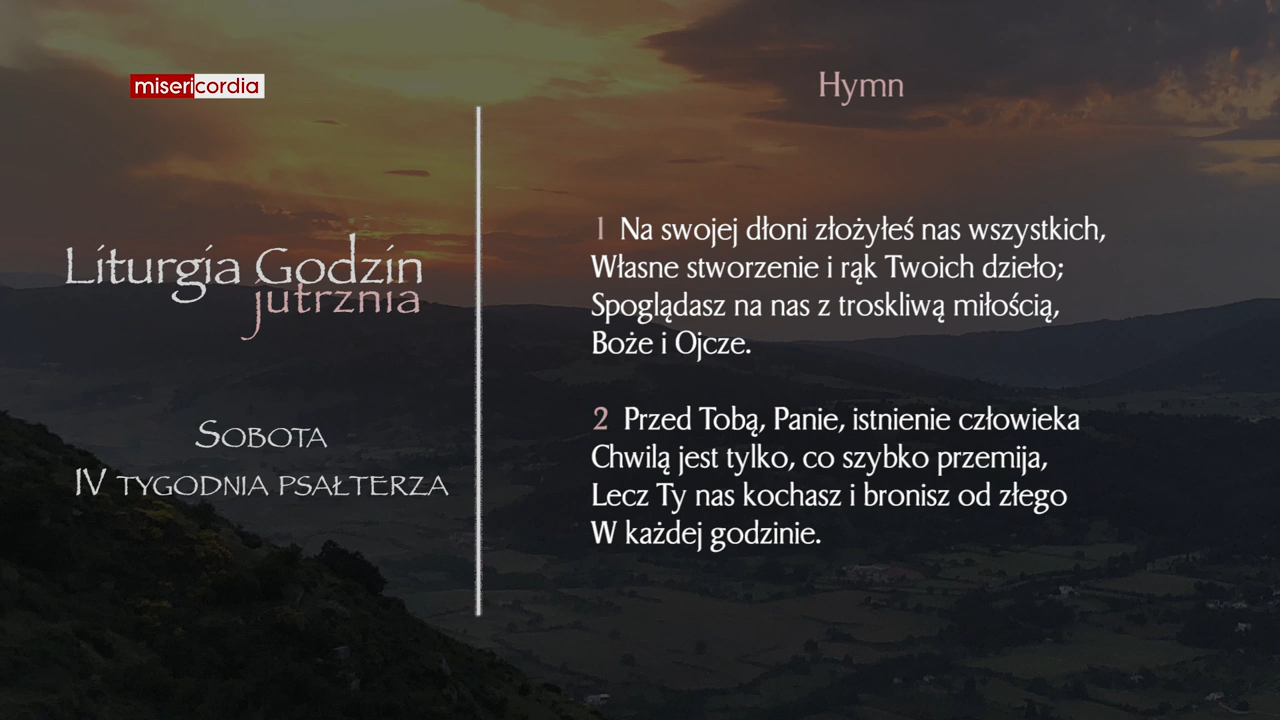 misericordia
Liturgia Godzin
jutrznia
Sobota
IV tygodnia psałterza
Hymn
1 Na swojej dłoni złożyłeś nas wszystkich,
Własne stworzenie i rąk Twoich dzieło;
Spoglądasz na nas z troskliwą miłością,
Boże i Ojcze.
2 Przed Tobą, Panie, istnienie człowieka
Chwilą jest tylko, co szybko przemija,
Lecz Ty nas kochasz i bronisz od złego
W każdej godzinie.